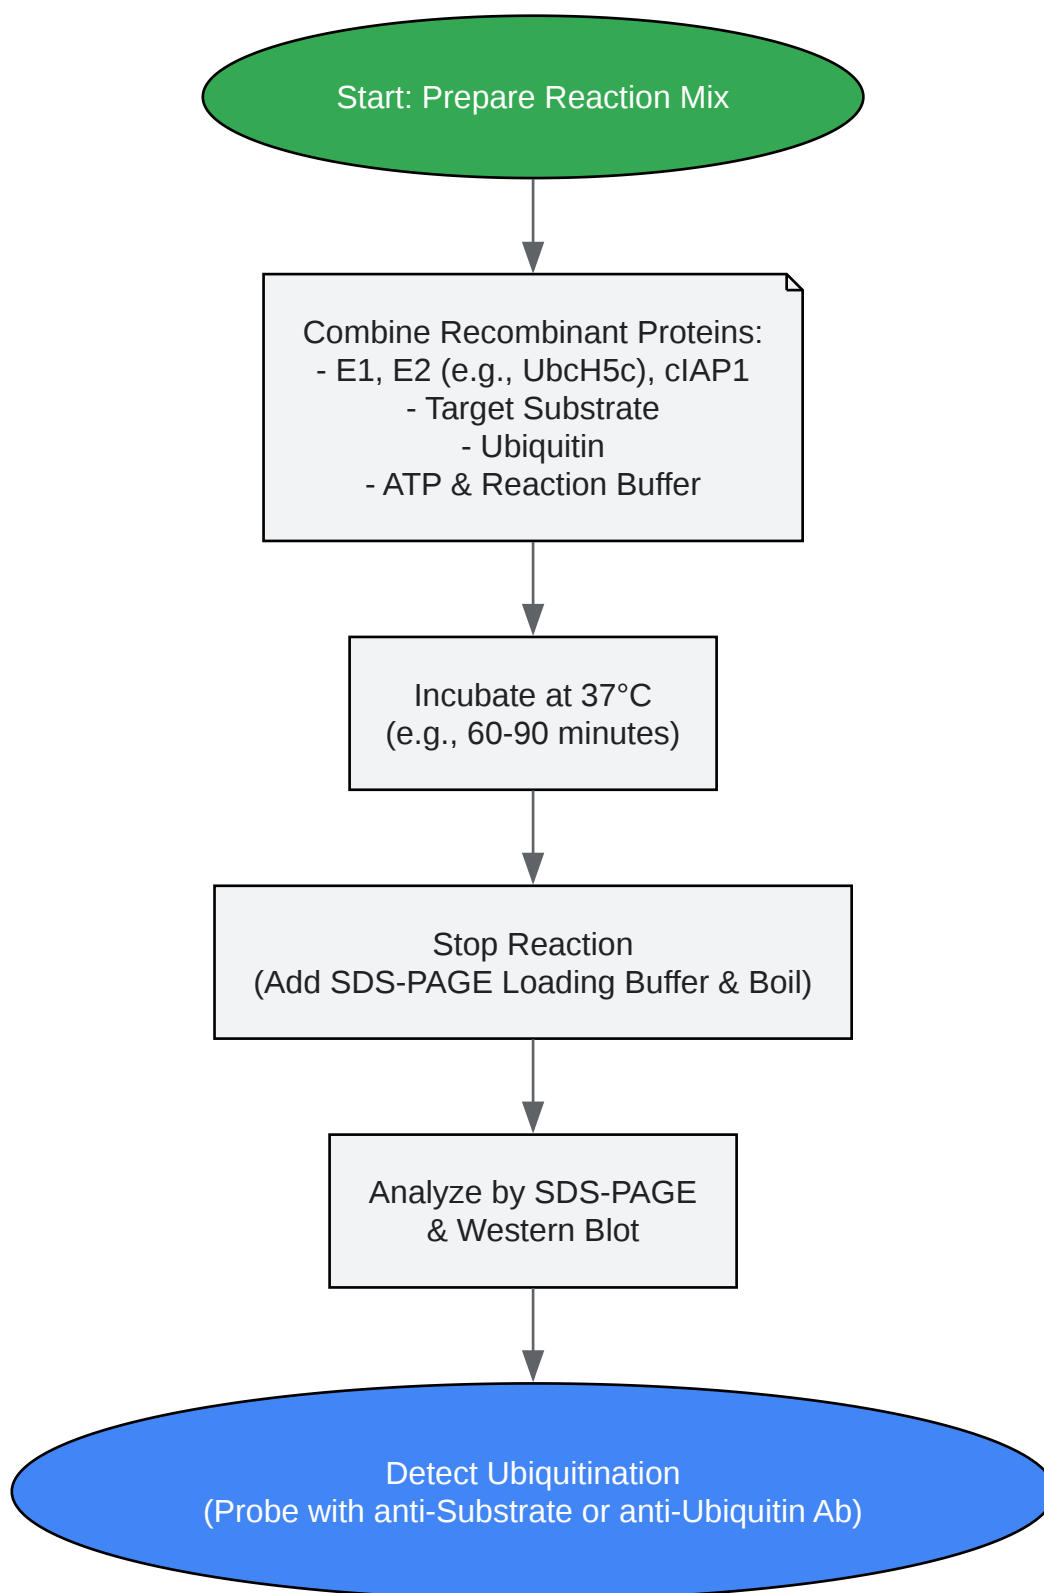 Start: Prepare Reaction Mix
Combine Recombinant Proteins:
- E1, E2 (e.g., UbcH5c), cIAP1
- Target Substrate
- Ubiquitin
- ATP & Reaction Buffer
Incubate at 37°C
(e.g., 60-90 minutes)
Stop Reaction
(Add SDS-PAGE Loading Buffer & Boil)
Analyze by SDS-PAGE
& Western Blot
Detect Ubiquitination
(Probe with anti-Substrate or anti-Ubiquitin Ab)